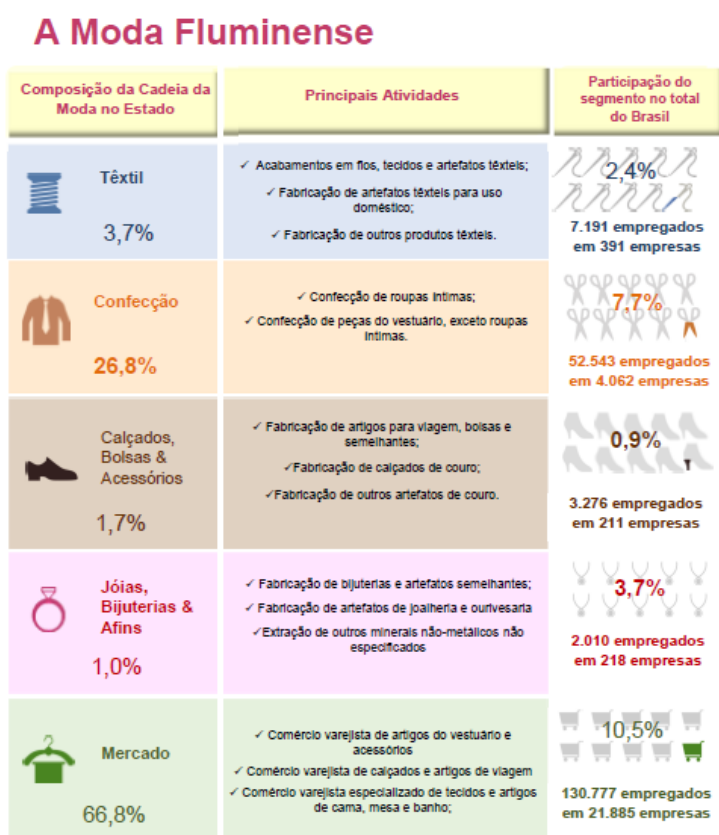 A Moda Fluminense
Composição da Cadeia da
Moda no Estado
Principais Atividades
Participação do
segmento no total
do Brasil
Têxtil
3,7%
✓ Acabamentos em fios, tecidos e artefatos têxteis;
✓ Fabricação de artefatos têxteis para uso
doméstico;
✓ Fabricação de outros produtos têxteis.
2,4%
7.191 empregados
em 391 empresas
Confecção
26,8%
✓ Confecção de roupas íntimas;
✓ Confecção de peças do vestuário, exceto roupas
íntimas.
7,7%
52.543 empregados
em 4.062 empresas
Calçados,
Bolsas &
Acessórios
1,7%
✓ Fabricação de artigos para viagem, bolsas e
semelhantes;
✓Fabricação de calçados de couro;
✓Fabricação de outros artefatos de couro.
0,9%
3.276 empregados
em 211 empresas
Jóias,
Bijuterias &
Afins
1,0%
✓ Fabricação de bijuterias e artefatos semelhantes;
✓ Fabricação de artefatos de joalheria e ourivesaria
✓Extração de outros minerais não-metálicos não
especificados
3,7%
2.010 empregados
em 218 empresas
Mercado
66,8%
✓ Comércio varejista de artigos do vestuário e
acessórios
✓ Comércio varejista de calçados e artigos de viagem
✓ Comércio varejista especializado de tecidos e artigos
de cama, mesa e banho;
10,5%
130.777 empregados
em 21.885 empresas